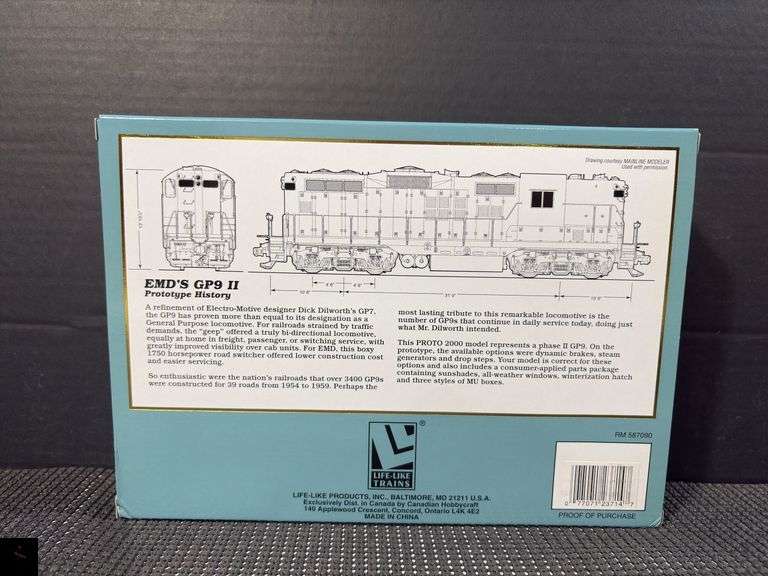 Drawing courtesy MAINLINE MODELER
Used with permission.
EMD'S GP9 II
Prototype History
A refinement of Electro-Motive designer Dick Dilworth's GP7,
the GP9 has proven more than equal to its designation as a
General Purpose locomotive. For railroads strained by traffic
demands, the "geep" offered a truly bi-directional locomotive,
equally at home in freight, passenger, or switching service, with
greatly improved visibility over cab units. For EMD, this boxy
1750 horsepower road switcher offered lower construction cost
and easier servicing.
So enthusiastic were the nation's railroads that over 3400 GP9s
were constructed for 39 roads from 1954 to 1959. Perhaps the
most lasting tribute to this remarkable locomotive is the
number of GP9s that continue in daily service today, doing just
what Mr. Dilworth intended.
This PROTO 2000 model represents a phase II GP9. On the
prototype, the available options were dynamic brakes, steam
generators and drop steps. Your model is correct for these
options and also includes a consumer-applied parts package
containing sunshades, all-weather windows, winterization hatch
and three styles of MU boxes.
LIFE-LIKE
TRAINS
LIFE-LIKE PRODUCTS, INC., BALTIMORE, MD 21211 U.S.A.
Exclusively Dist. in Canada by Canadian Hobbycraft
140 Applewood Crescent, Concord, Ontario L4K 4E2
MADE IN CHINA
RM 587090
0 77071 23714 7
PROOF OF PURCHASE